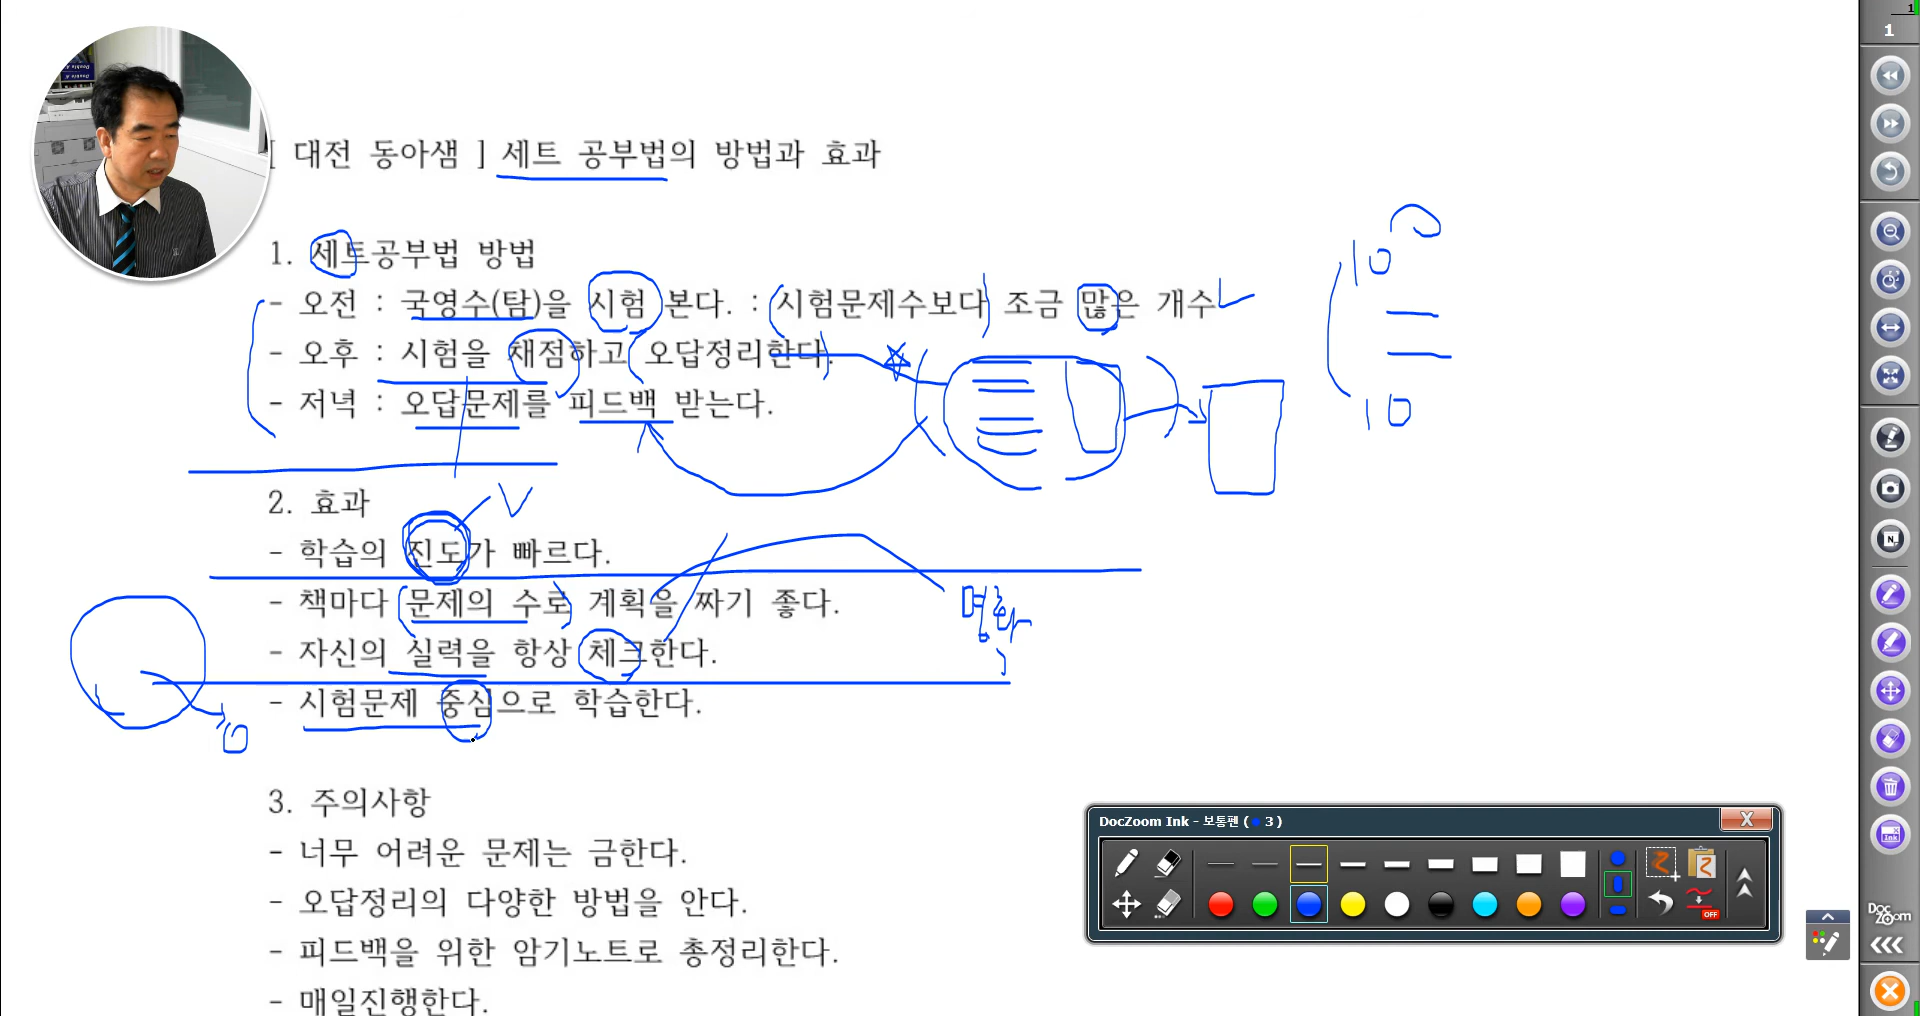 1
1
[ 대전 동아샘 ] 세트 공부법의 방법과 효과
1. 세트공부법 방법
- 오전 : 국영수(탐)을 시험 본다. : 시험문제수보다 조금 많은 개수
- 오후 : 시험을 채점하고 오답정리한다.
- 저녁 : 오답문제를 피드백 받는다.
10
10
2. 효과
- 학습의 진도가 빠르다.
- 책마다 문제의 수로 계획을 짜기 좋다.
- 자신의 실력을 항상 체크한다.
- 시험문제 중심으로 학습한다.
3. 주의사항
- 너무 어려운 문제는 금한다.
- 오답정리의 다양한 방법을 안다.
- 피드백을 위한 암기노트로 총정리한다.
- 매일진행한다.
DocZoom Ink - 보통펜 ( 3 )
OFF
N
Ink
DocZoom